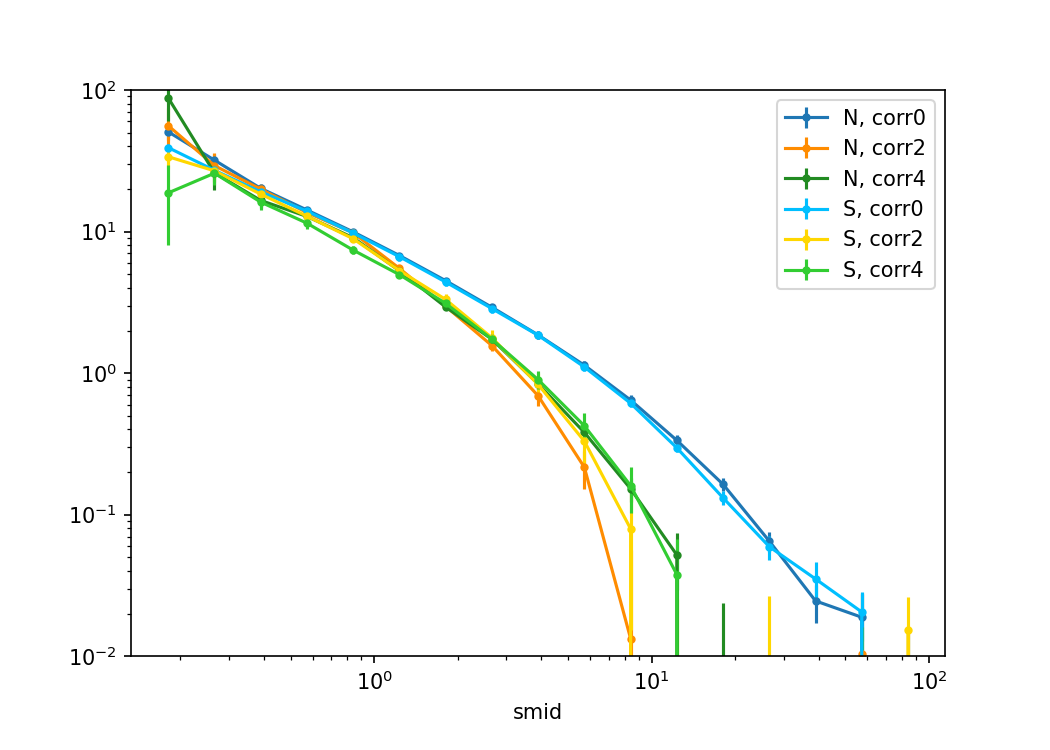 10²
10¹
10⁰
10⁻¹
10⁻²
10⁰
10¹
10²
smid
N, corr0
N, corr2
N, corr4
S, corr0
S, corr2
S, corr4